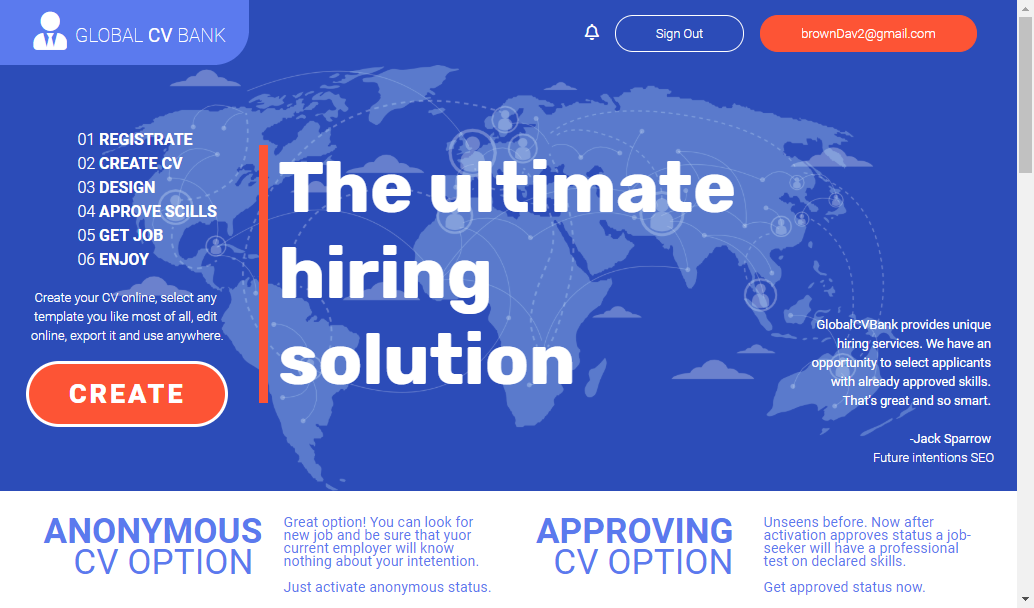 GLOBAL CV BANK
Sign Out
brownDav2@gmail.com
01 REGISTRATE
02 CREATE CV
03 DESIGN
04 APROVE SCILLS
05 GET JOB
06 ENJOY
Create your CV online, select any
template you like most of all, edit
online, export it and use anywhere.
CREATE
The ultimate
hiring
solution
GlobalCVBank provides unique
hiring services. We have an
opportunity to select applicants
with already approved skills.
That's great and so smart.
-Jack Sparrow
Future intentions SEO
ANONYMOUS
CV OPTION
Great option! You can look for
new job and be sure that yuor
current employer will know
nothing about your intetention.
Just activate anonymous status.
APPROVING
CV OPTION
Unseens before. Now after
activation approves status a job-
seeker will have a professional
test on declared skills.
Get approved status now.